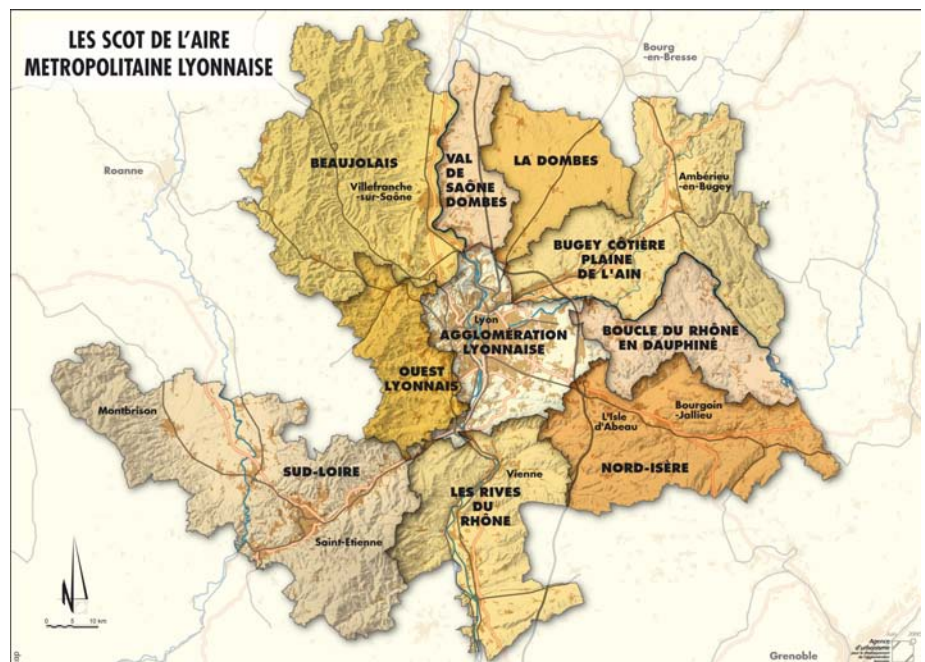 LES SCOT DE L'AIRE
METROPOLITAINE LYONNAISE
Bourg
-en-Bresse
Roanne
BEAUJOLAIS
Villefranche
-sur-Saône
VAL
DE
SAÔNE
DOMBES
LA DOMBES
Ambérieu
-en-Bugey
BUGEY CÔTIÈRE
PLAINE
DE L'AIN
Lyon
AGGLOMÉRATION
LYONNAISE
BOUCLE DU RHÔNE
EN DAUPHINÉ
OUEST
LYONNAIS
Montbrison
L'Isle
d'Abeau
Bourgoin
-Jallieu
SUD-LOIRE
NORD-ISÈRE
Vienne
LES RIVES
DU
RHÔNE
Saint-Etienne
N
0 5 10 km
Grenoble
Agence
d'urbanisme